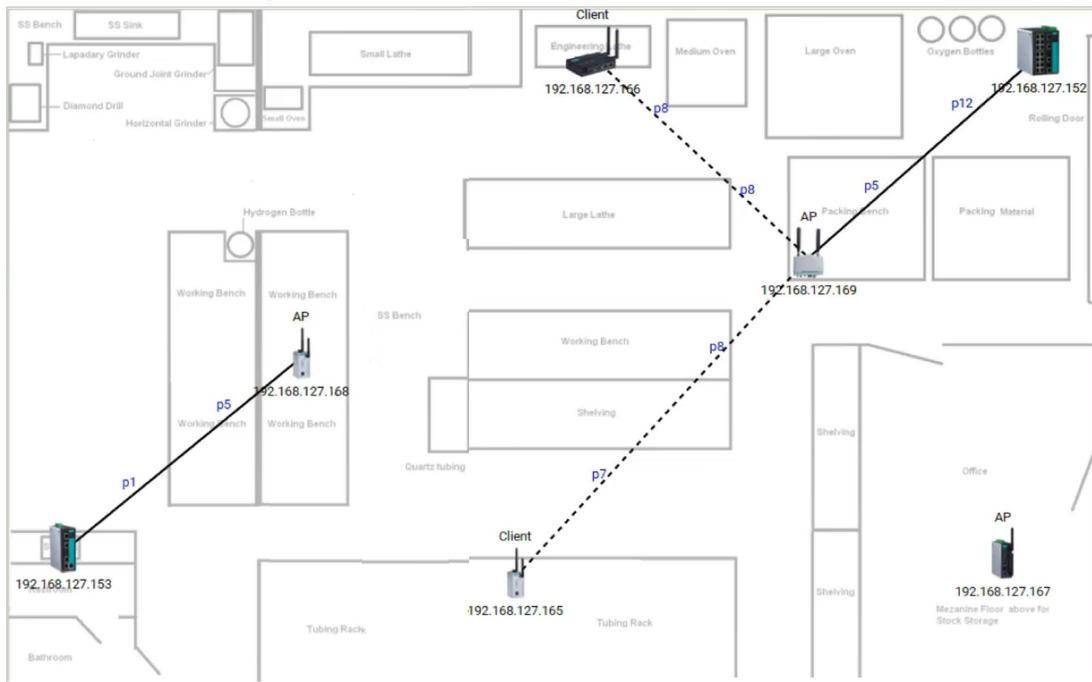 SS Bench
SS Sink
Client
Lapadary Grinder
Ground Joint Grinder
Small Lathe
Engineering Lathe
Medium Oven
Large Oven
Oxygen Bottles
192.168.127.166
192.168.127.152
Diamond Drill
Horizontal Grinder
Small Oven
p8
p12
Rolling Door
p8
p5
Hydrogen Bottle
Large Lathe
AP
Packing Bench
Packing Material
192.168.127.169
Working Bench
Working Bench
AP
SS Bench
Working Bench
p8
192.168.127.168
p5
Working Bench
Working Bench
Shelving
Shelving
Quartz tubing
p7
Office
p1
AP
Client
192.168.127.153
Restroom
192.168.127.165
192.168.127.167
Shelving
Mezanine Floor above for
Stock Storage
Tubing Rack
Tubing Rack
Bathroom